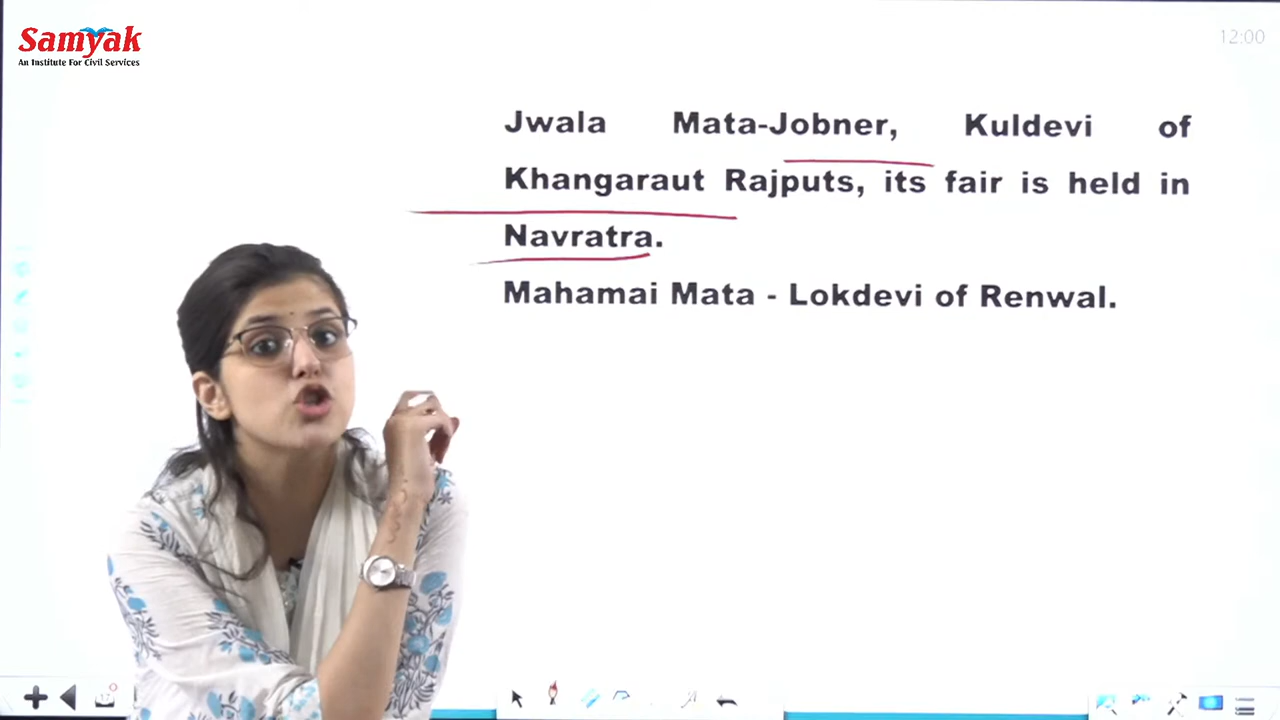 Samyak
An Institute For Civil Services
12:00
Jwala Mata-Jobner, Kuldevi of
Khangaraut Rajputs, its fair is held in
Navratra.
Mahamai Mata - Lokdevi of Renwal.